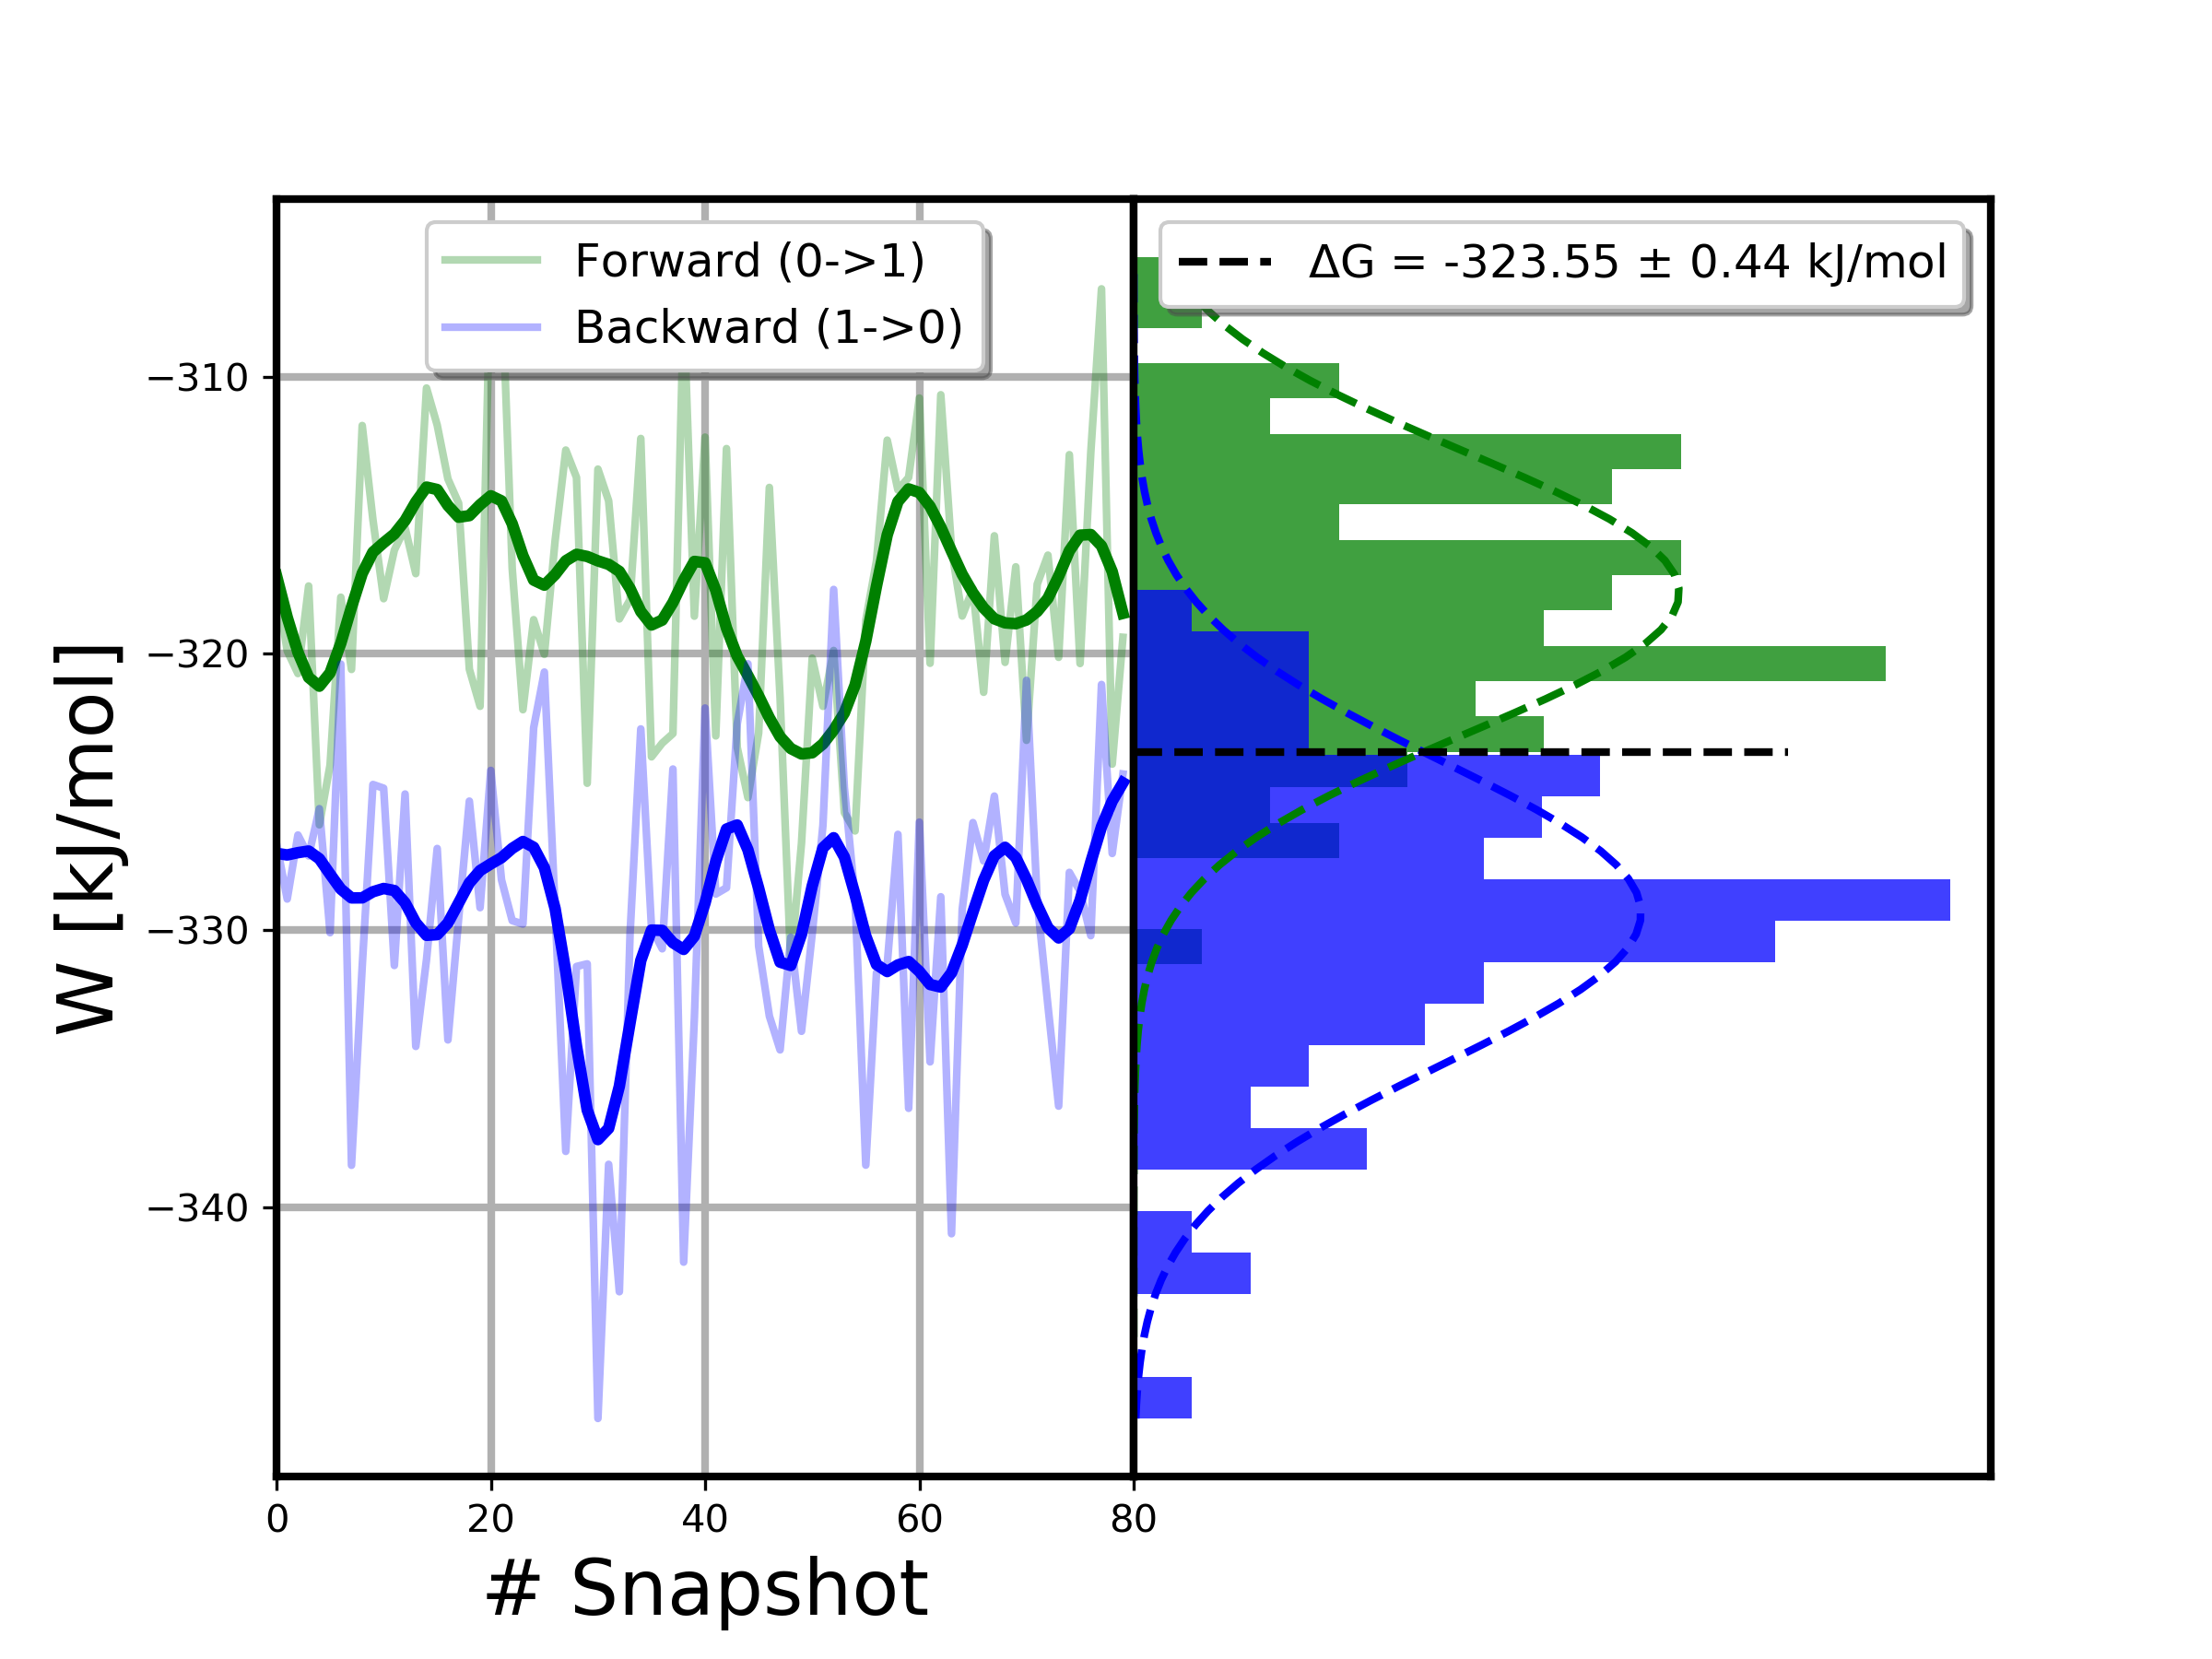 Forward (0->1)
Backward (1->0)
ΔG = -323.55 ± 0.44 kJ/mol
−310
−320
−330
−340
W [kJ/mol]
0 20 40 60 80
# Snapshot